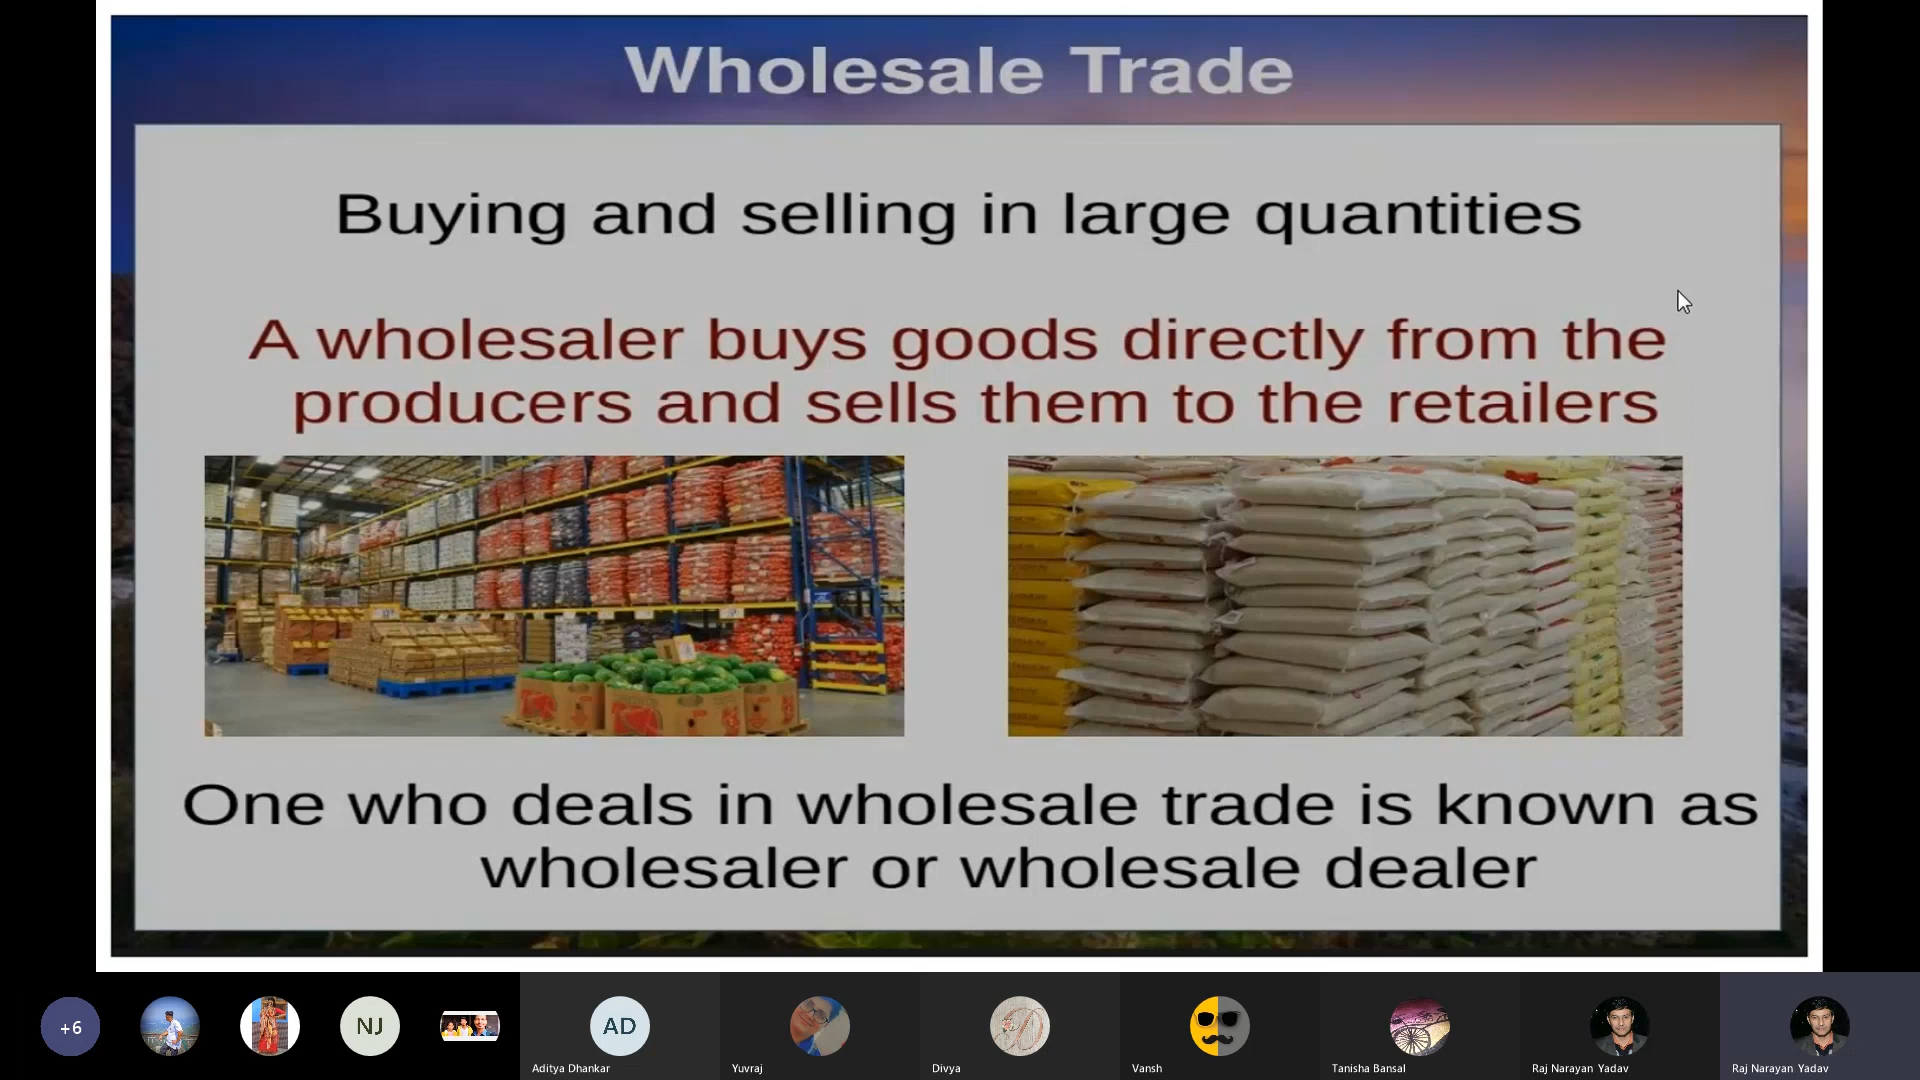 Wholesale Trade
Buying and selling in large quantities
A wholesaler buys goods directly from the
producers and sells them to the retailers
One who deals in wholesale trade is known as
wholesaler or wholesale dealer
+6
NJ
AD
Aditya Dhankar
Yuvraj
Divya
Vansh
Tanisha Bansal
Raj Narayan Yadav
Raj Narayan Yadav